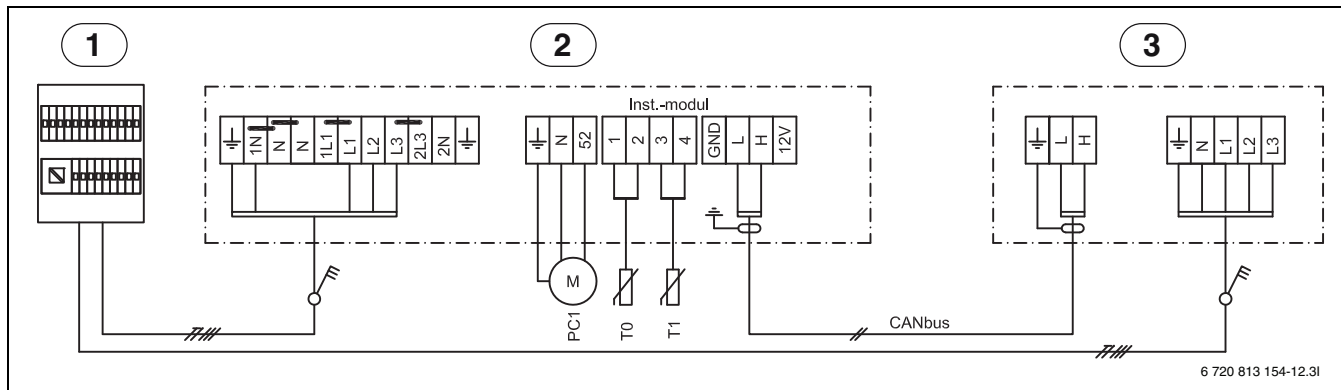 1
2
3
Inst.-modul
1N
N
N
1L1
L1
L2
L3
2L3
2N
N
52
1
2
3
4
GND
L
H
12V
L
H
N
L1
L2
L3
M
PC1
T0
T1
CANbus
6 720 813 154-12.3I